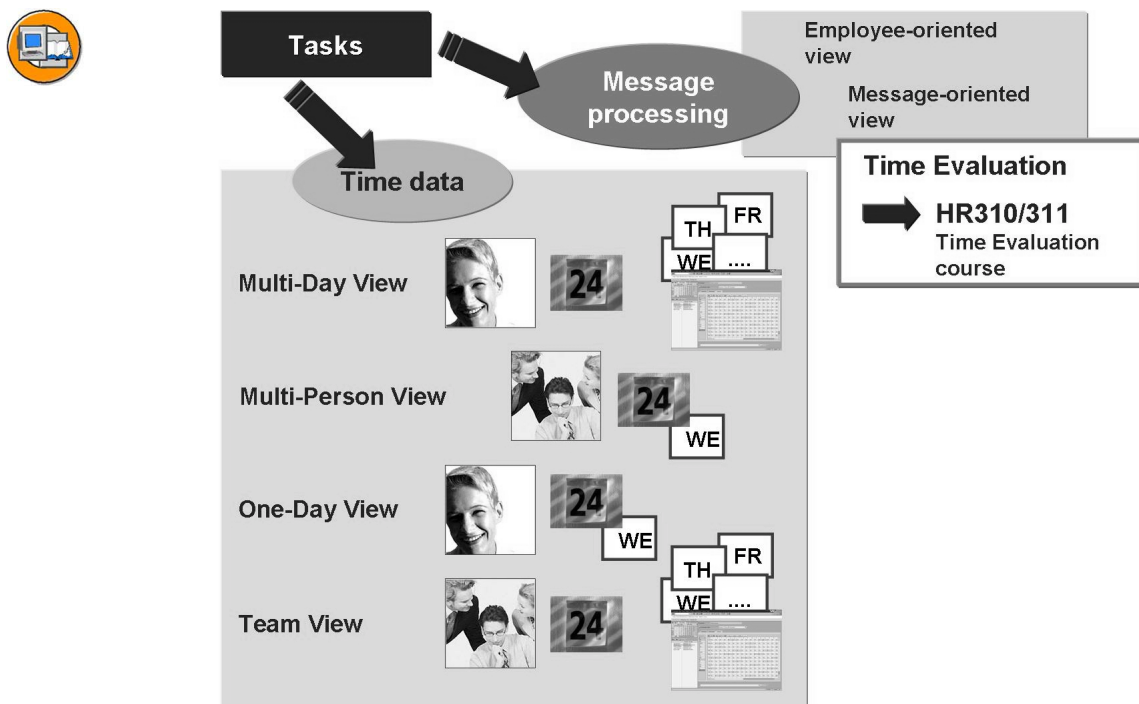 Tasks
Message
processing
Employee-oriented
view
Message-oriented
view
Time Evaluation
HR310/311
Time Evaluation
course
Time data
Multi-Day View
24
TH
FR
WE
....
Multi-Person View
24
WE
One-Day View
24
WE
Team View
24
TH
FR
WE
....